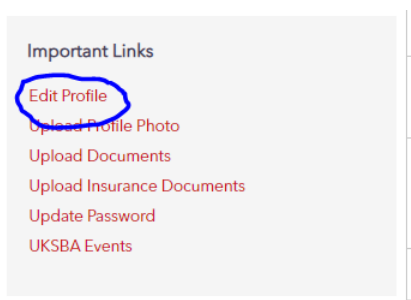 Important Links
Edit Profile
Upload Profile Photo
Upload Documents
Upload Insurance Documents
Update Password
UKSBA Events